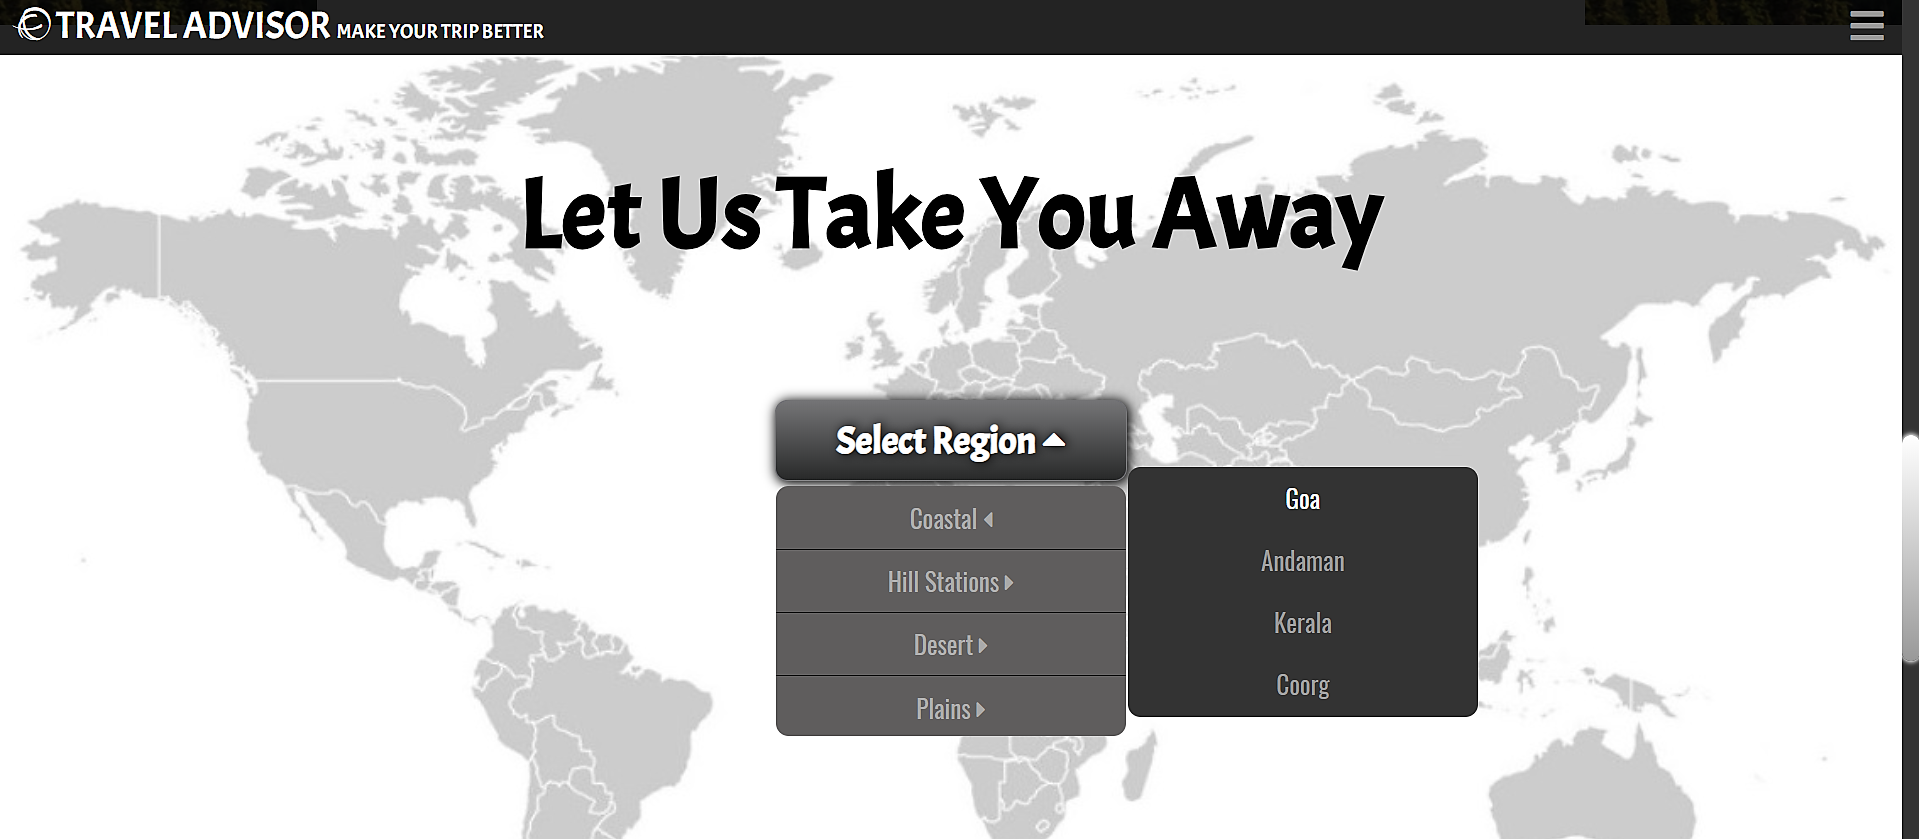 TRAVEL ADVISOR MAKE YOUR TRIP BETTER
Let Us Take You Away
Select Region
Coastal
Hill Stations
Desert
Plains
Goa
Andaman
Kerala
Coorg